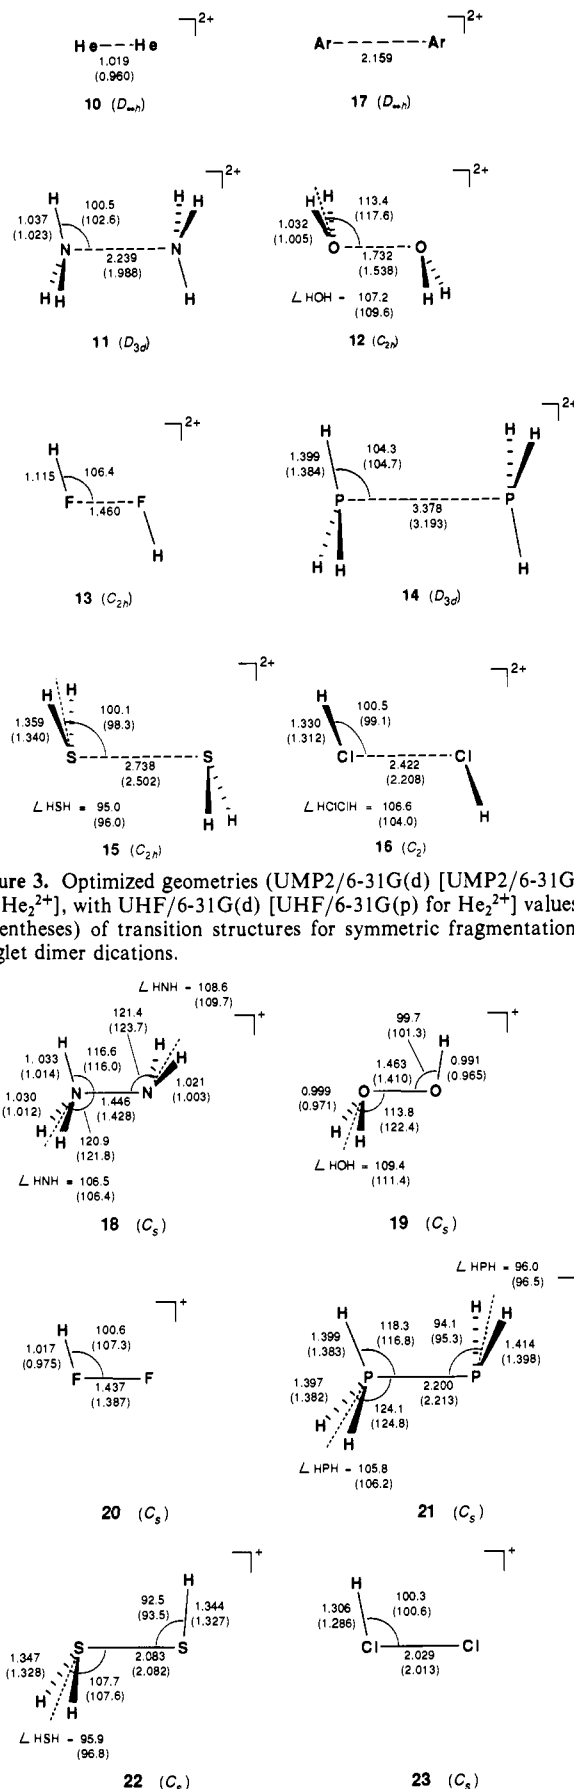 ]2+ ]2+
He---He Ar------Ar
1.019 2.159
(0.960)
10 (D∞h) 17 (D∞h)
]2+ ]2+
H H H H H
1.037 100.5 1.032 113.4
(1.023) (102.6) (1.005) (117.6)
N N O O
2.239 1.732
(1.988) (1.538)
H H H H H
∠ HOH = 107.2
(109.6)
11 (D3d) 12 (C2h)
]2+ ]2+
H H H H
1.115 106.4 1.399 104.3
(1.384) (104.7)
F F P P
1.460 3.378
(3.193)
H H H H
13 (C2h) 14 (D3d)
]2+ ]2+
H H H
1.359 100.1 1.330 100.5
(1.340) (98.3) (1.312) (99.1)
S S Cl Cl
2.738 2.422
(2.502) (2.208)
∠ HSH = 95.0 ∠ HClClH = 106.6
(96.0) (104.0)
H H H
15 (C2h) 16 (C2)
ure 3. Optimized geometries (UMP2/6-31G(d) [UMP2/6-31G
He2 2+], with UHF/6-31G(d) [UHF/6-31G(p) for He2 2+] values
entheses) of transition structures for symmetric fragmentation
glet dimer dications.
∠ HNH = 108.6
(109.7)
]+ ]+
121.4 99.7
(123.7) (101.3)
H H H H
1.033 116.6 1.463 0.991
(1.014) (116.0) (1.410) (0.965)
N N 1.021 0.999 O O
1.030 1.446 (1.003) (0.971)
(1.012) (1.428)
H H 113.8
120.9 (122.4)
(121.8) H H
∠ HNH = 106.5 ∠ HOH = 109.4
(106.4) (111.4)
18 (Cs) 19 (Cs)
∠ HPH = 96.0
(96.5)
]+
H H H H
1.017 100.6 1.399 118.3 94.1
(0.975) (107.3) (1.383) (116.8) (95.3) 1.414
(1.398)
F F P P
1.437 1.397 2.200
(1.387) (1.382) (2.213)
124.1
H H (124.8)
∠ HPH = 105.8
(106.2)
20 (Cs) 21 (Cs)
]+ ]+
H H
92.5 1.344 1.306 100.3
(93.5) (1.327) (1.286) (100.6)
S S Cl Cl
1.347 2.083 2.029
(1.328) (2.082) (2.013)
107.7
H H (107.6)
∠ HSH = 95.9
(96.8)
22 (Cs) 23 (Cs)